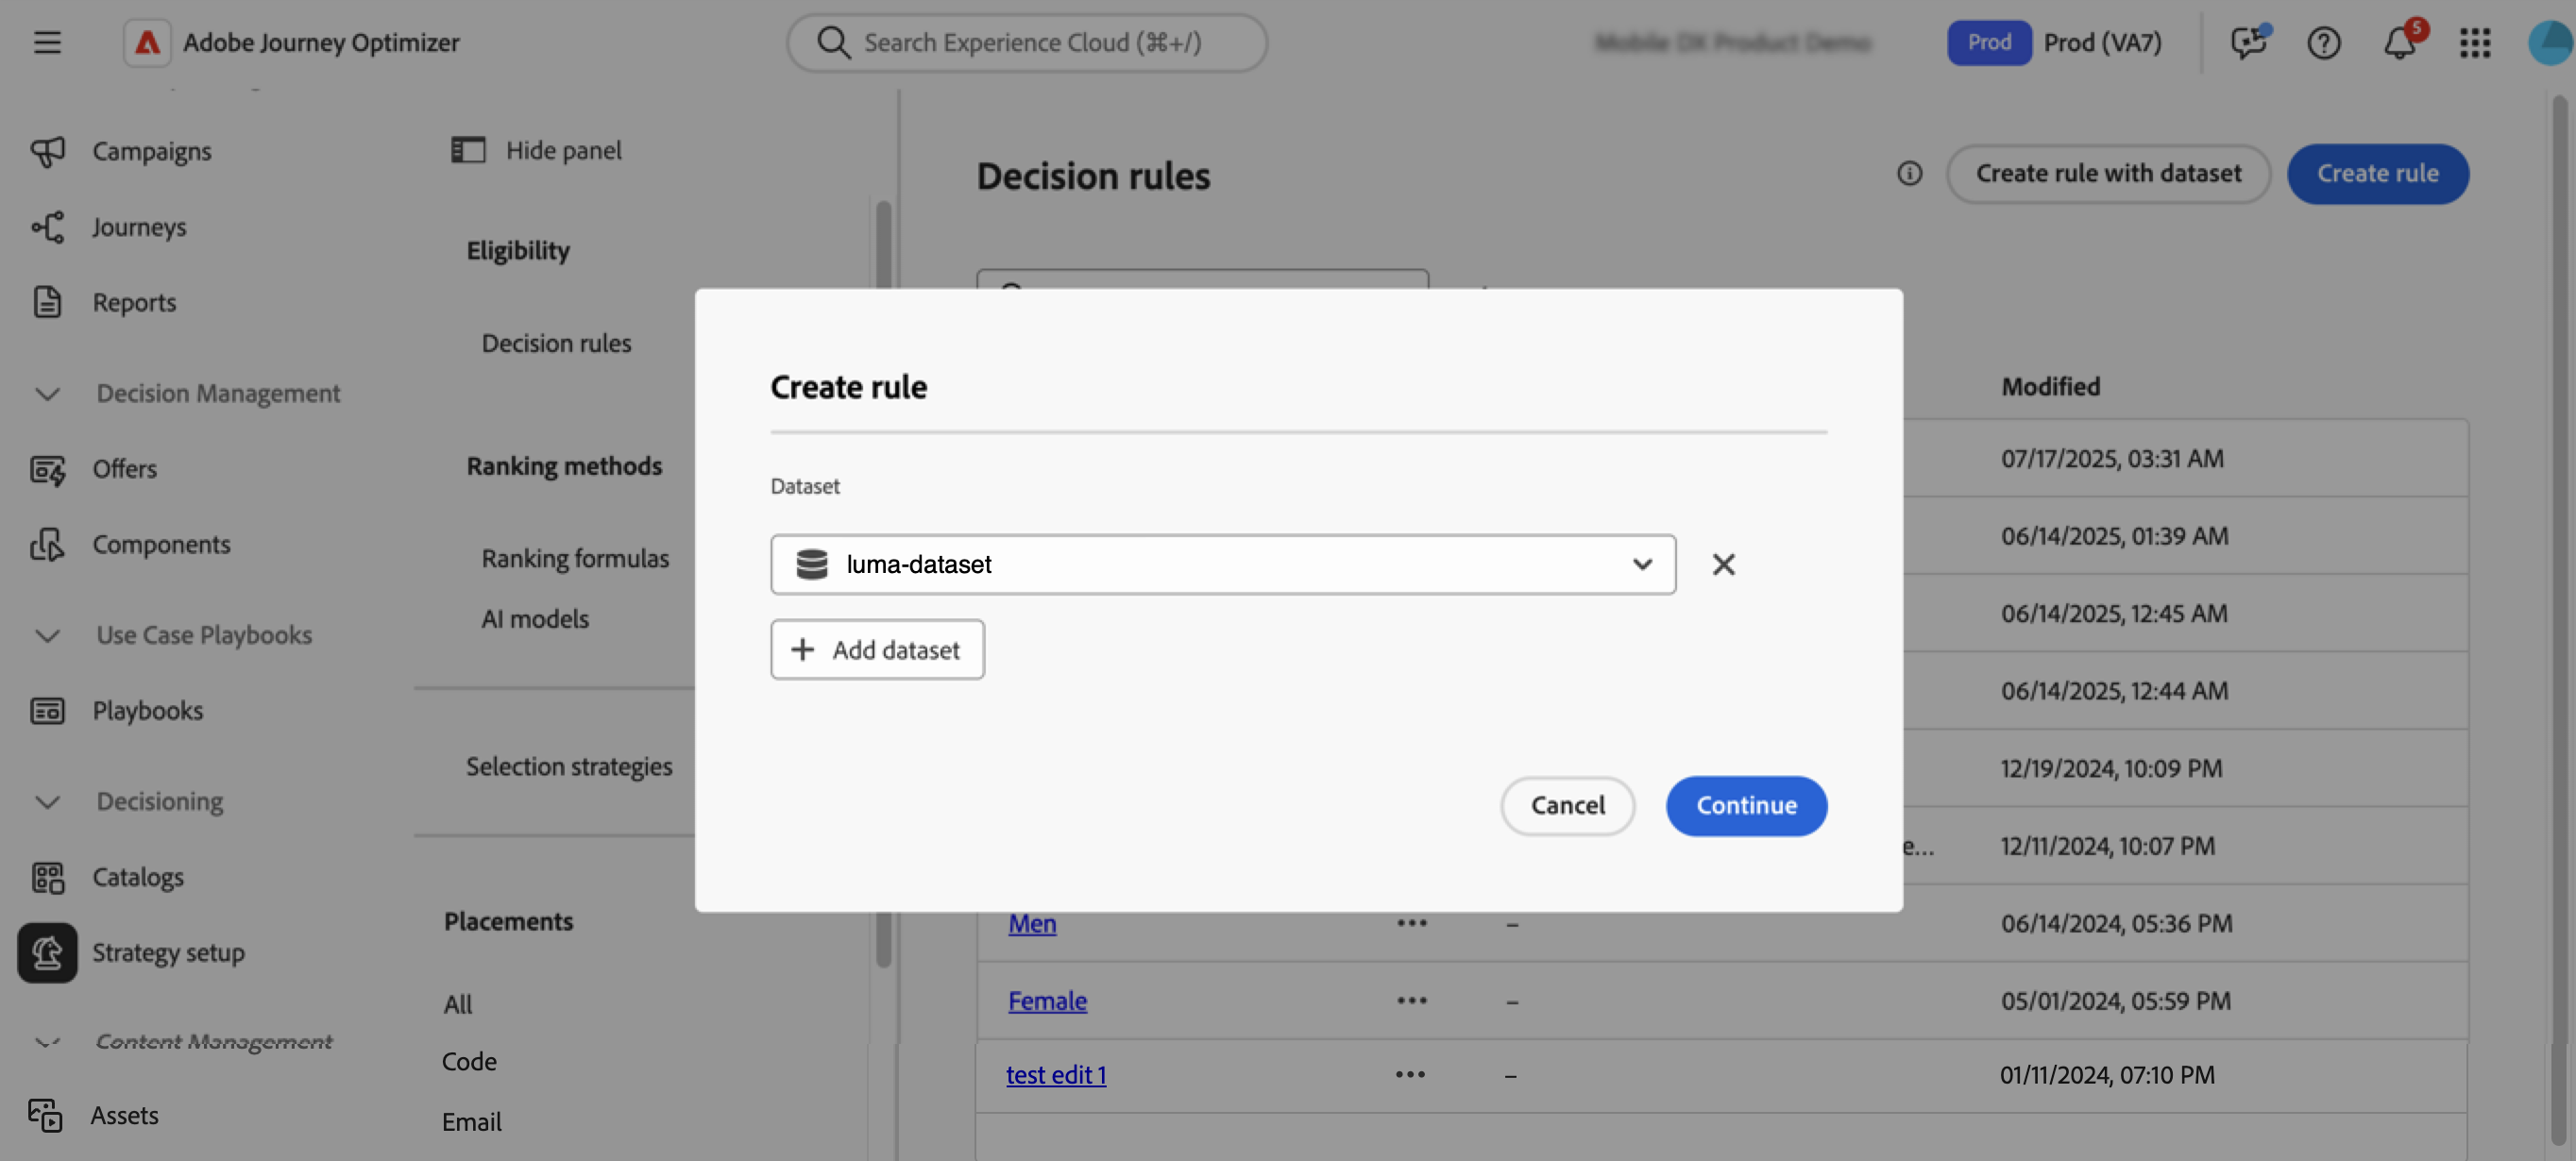 Adobe Journey Optimizer
Search Experience Cloud (⌘+/)
Prod
Prod (VA7)
5
Campaigns
Journeys
Reports
Decision Management
Offers
Components
Use Case Playbooks
Playbooks
Decisioning
Catalogs
Strategy setup
Content Management
Assets
Hide panel
Eligibility
Decision rules
Ranking methods
Ranking formulas
AI models
Selection strategies
Placements
All
Code
Email
Decision rules
Create rule with dataset
Create rule
Modified
07/17/2025, 03:31 AM
06/14/2025, 01:39 AM
06/14/2025, 12:45 AM
06/14/2025, 12:44 AM
12/19/2024, 10:09 PM
e... 12/11/2024, 10:07 PM
Men ... – 06/14/2024, 05:36 PM
Female ... – 05/01/2024, 05:59 PM
test edit 1 ... – 01/11/2024, 07:10 PM
Create rule
Dataset
luma-dataset
Add dataset
Cancel
Continue